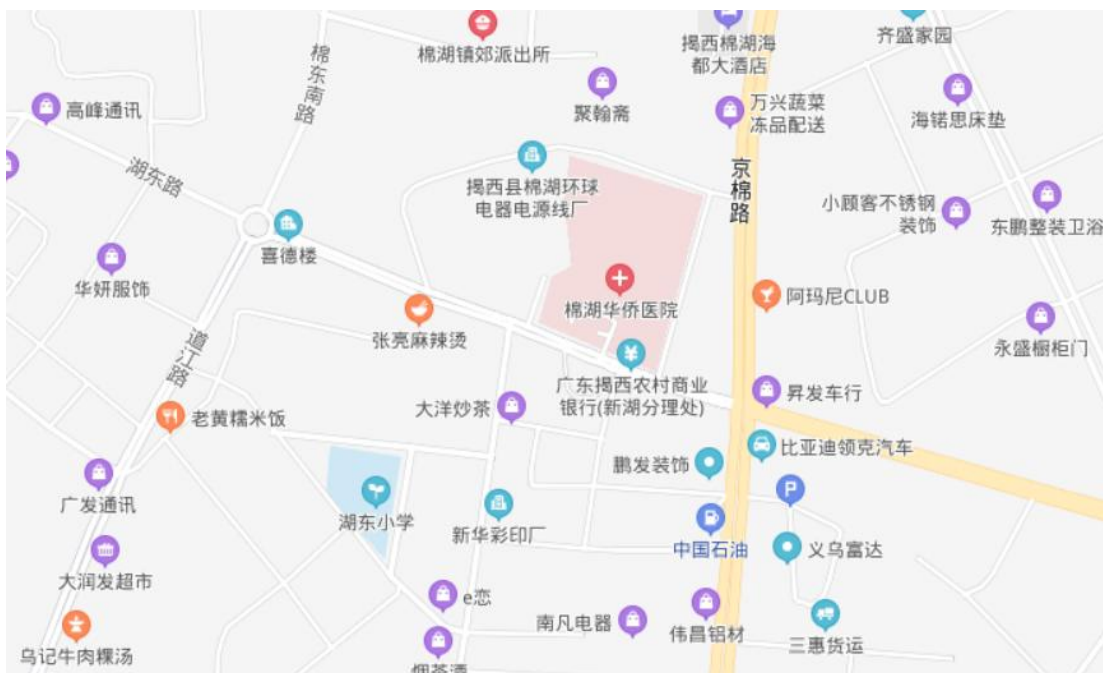 棉湖镇郊派出所
揭西棉湖海
都大酒店
齐盛家园
棉东南路
高峰通讯
聚翰斋
万兴蔬菜
冻品配送
海锘思床垫
湖东路
揭西县棉湖环球
电器电源线厂
京棉路
小顾客不锈钢
装饰
东鹏整装卫浴
喜德楼
华妍服饰
棉湖华侨医院
阿玛尼CLUB
张亮麻辣烫
永盛橱柜门
道江路
广东揭西农村商业
银行(新湖分理处)
昇发车行
大洋炒茶
老黄糯米饭
比亚迪领克汽车
鹏发装饰
P
广发通讯
湖东小学
新华彩印厂
中国石油
义乌富达
大润发超市
e恋
南凡电器
伟昌铝材
三惠货运
乌记牛肉粿汤
烟茶酒